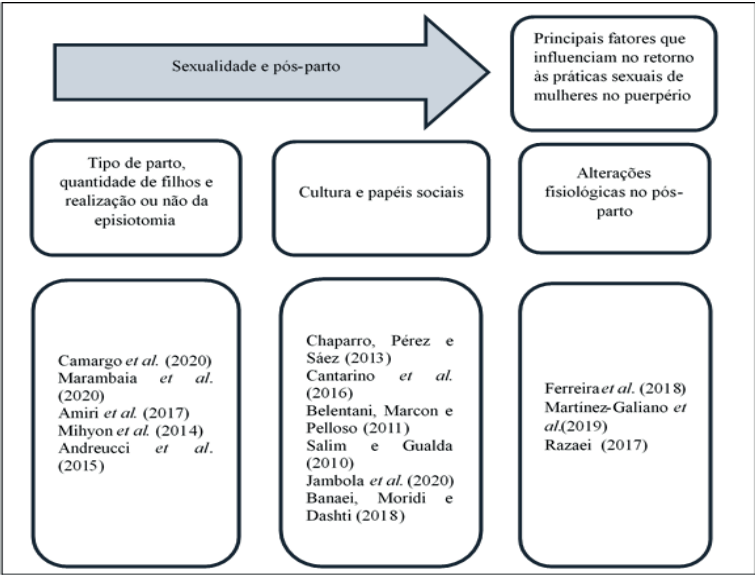 Sexualidade e pós-parto
Principais fatores que
influenciam no retorno
às práticas sexuais de
mulheres no puerpério
Tipo de parto,
quantidade de filhos e
realização ou não da
episiotomia
Cultura e papéis sociais
Alterações
fisiológicas no pós-
parto
Camargo et al. (2020)
Marambaia et al.
(2020)
Amiri et al. (2017)
Mihyon et al. (2014)
Andreucci et al.
(2015)
Chaparro, Pérez e
Sáez (2013)
Cantarino et al.
(2016)
Belentani, Marcon e
Pelloso (2011)
Salim e Gualda
(2010)
Jambola et al. (2020)
Banaei, Moridi e
Dashti (2018)
Ferreira et al. (2018)
Martínez-Galiano et
al.(2019)
Razaei (2017)